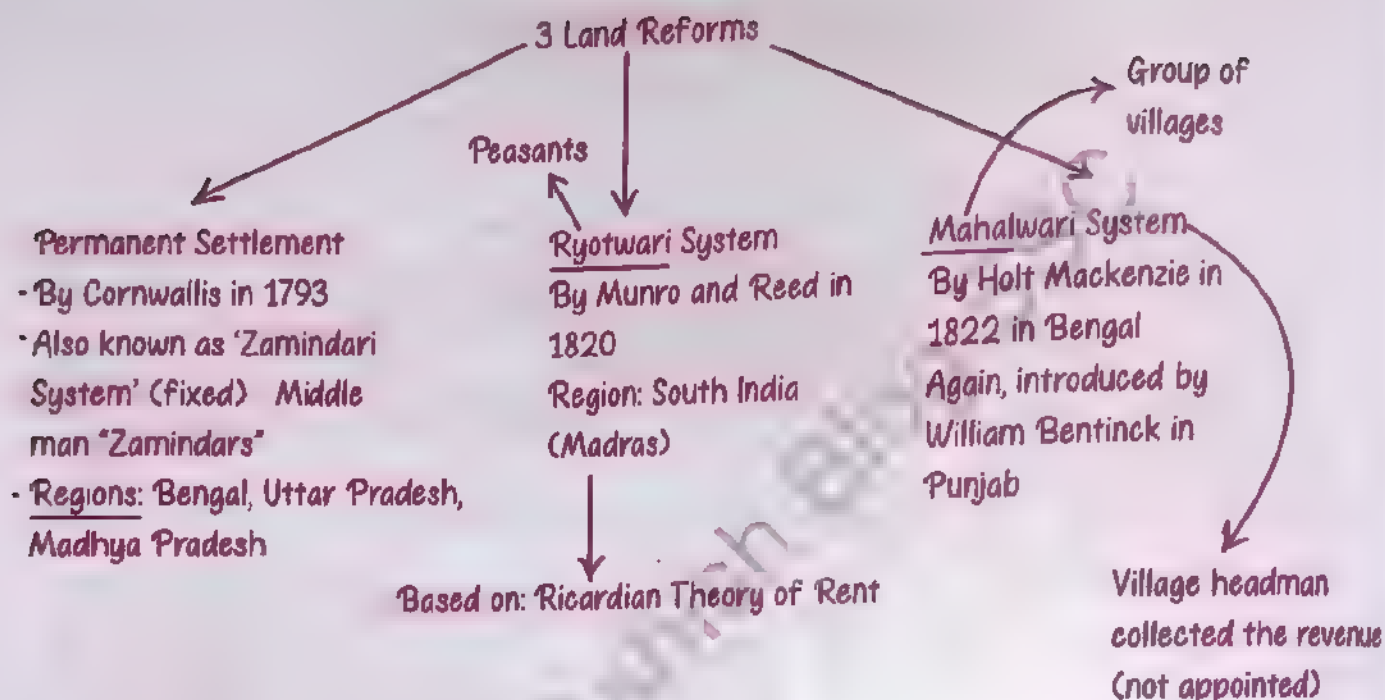 3 Land Reforms
Group of
villages
Peasants
Permanent Settlement
- By Cornwallis in 1793
- Also known as 'Zamindari
System' (fixed) Middle
man "Zamindars"
- Regions: Bengal, Uttar Pradesh,
Madhya Pradesh
Ryotwari System
By Munro and Reed in
1820
Region: South India
(Madras)
Based on: Ricardian Theory of Rent
Mahalwari System
By Holt Mackenzie in
1822 in Bengal
Again, introduced by
William Bentinck in
Punjab
Village headman
collected the revenue
(not appointed)